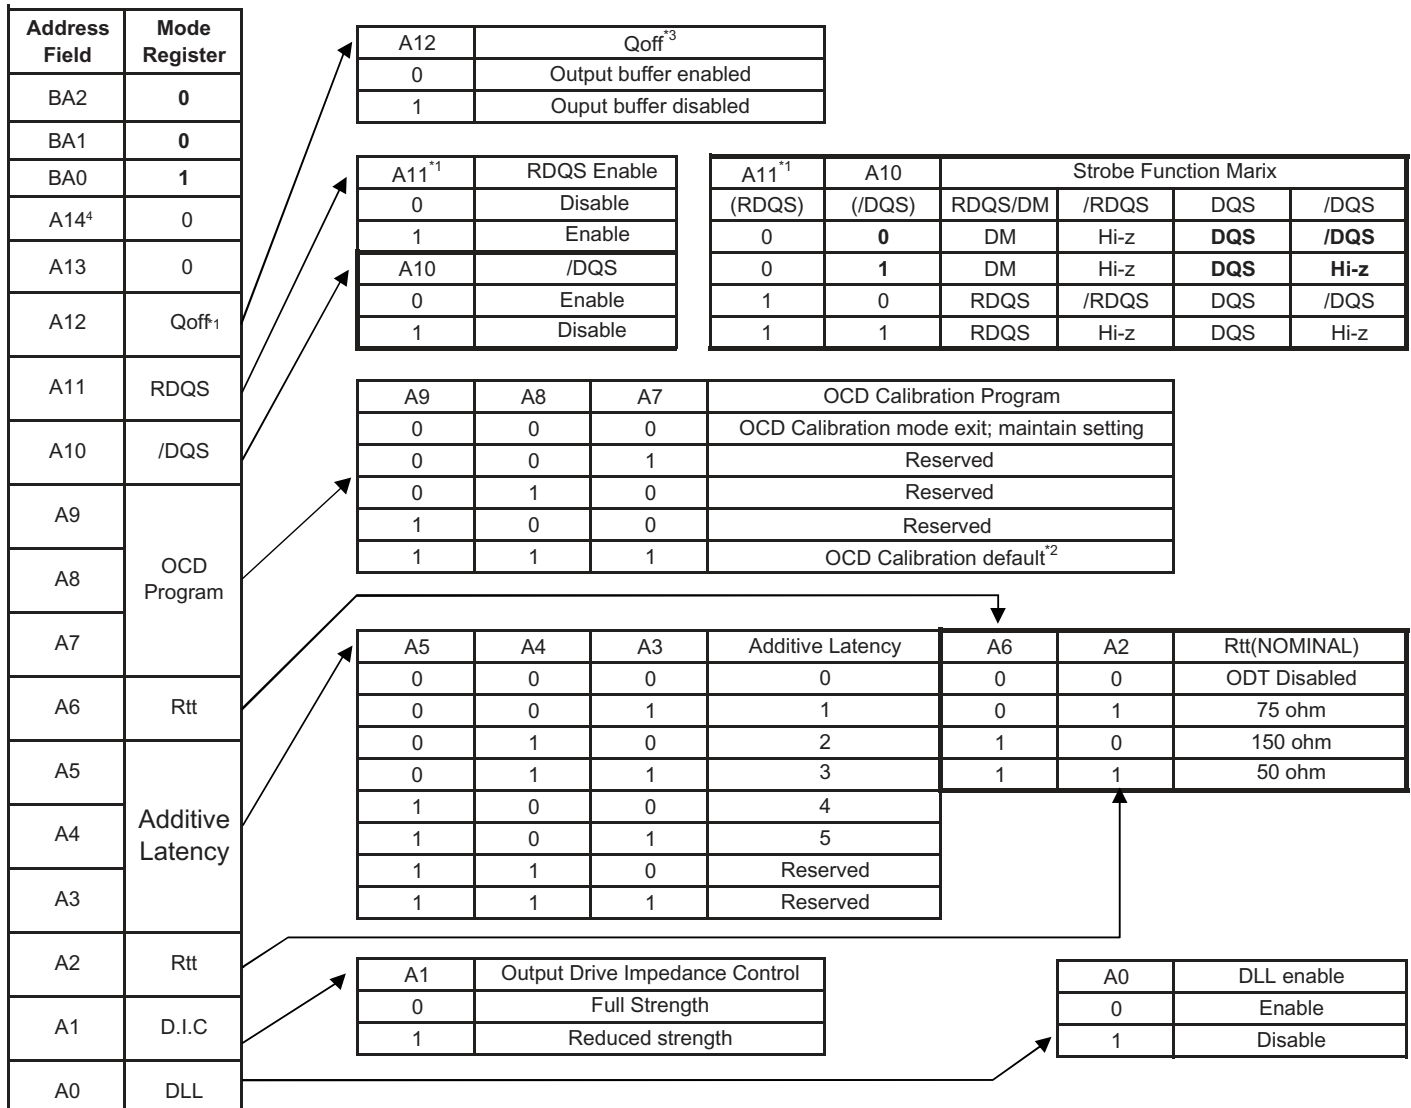 Address Field Mode Register
BA2 0
BA1 0
BA0 1
A14⁴ 0
A13 0
A12 Qoff*1
A11 RDQS
A10 /DQS
A9
A8
A7
OCD Program
A6 Rtt
A5
A4
A3
Additive Latency
A2 Rtt
A1 D.I.C
A0 DLL
A12 Qoff*3
0 Output buffer enabled
1 Ouput buffer disabled
A11*1 RDQS Enable
0 Disable
1 Enable
A10 /DQS
0 Enable
1 Disable
A11*1 A10 Strobe Function Marix
(RDQS) (/DQS) RDQS/DM /RDQS DQS /DQS
0 0 DM Hi-z DQS /DQS
0 1 DM Hi-z DQS Hi-z
1 0 RDQS /RDQS DQS /DQS
1 1 RDQS Hi-z DQS Hi-z
A9 A8 A7 OCD Calibration Program
0 0 0 OCD Calibration mode exit; maintain setting
0 0 1 Reserved
0 1 0 Reserved
1 0 0 Reserved
1 1 1 OCD Calibration default*2
A5 A4 A3 Additive Latency
0 0 0 0
0 0 1 1
0 1 0 2
0 1 1 3
1 0 0 4
1 0 1 5
1 1 0 Reserved
1 1 1 Reserved
A6 A2 Rtt(NOMINAL)
0 0 ODT Disabled
0 1 75 ohm
1 0 150 ohm
1 1 50 ohm
A1 Output Drive Impedance Control
0 Full Strength
1 Reduced strength
A0 DLL enable
0 Enable
1 Disable